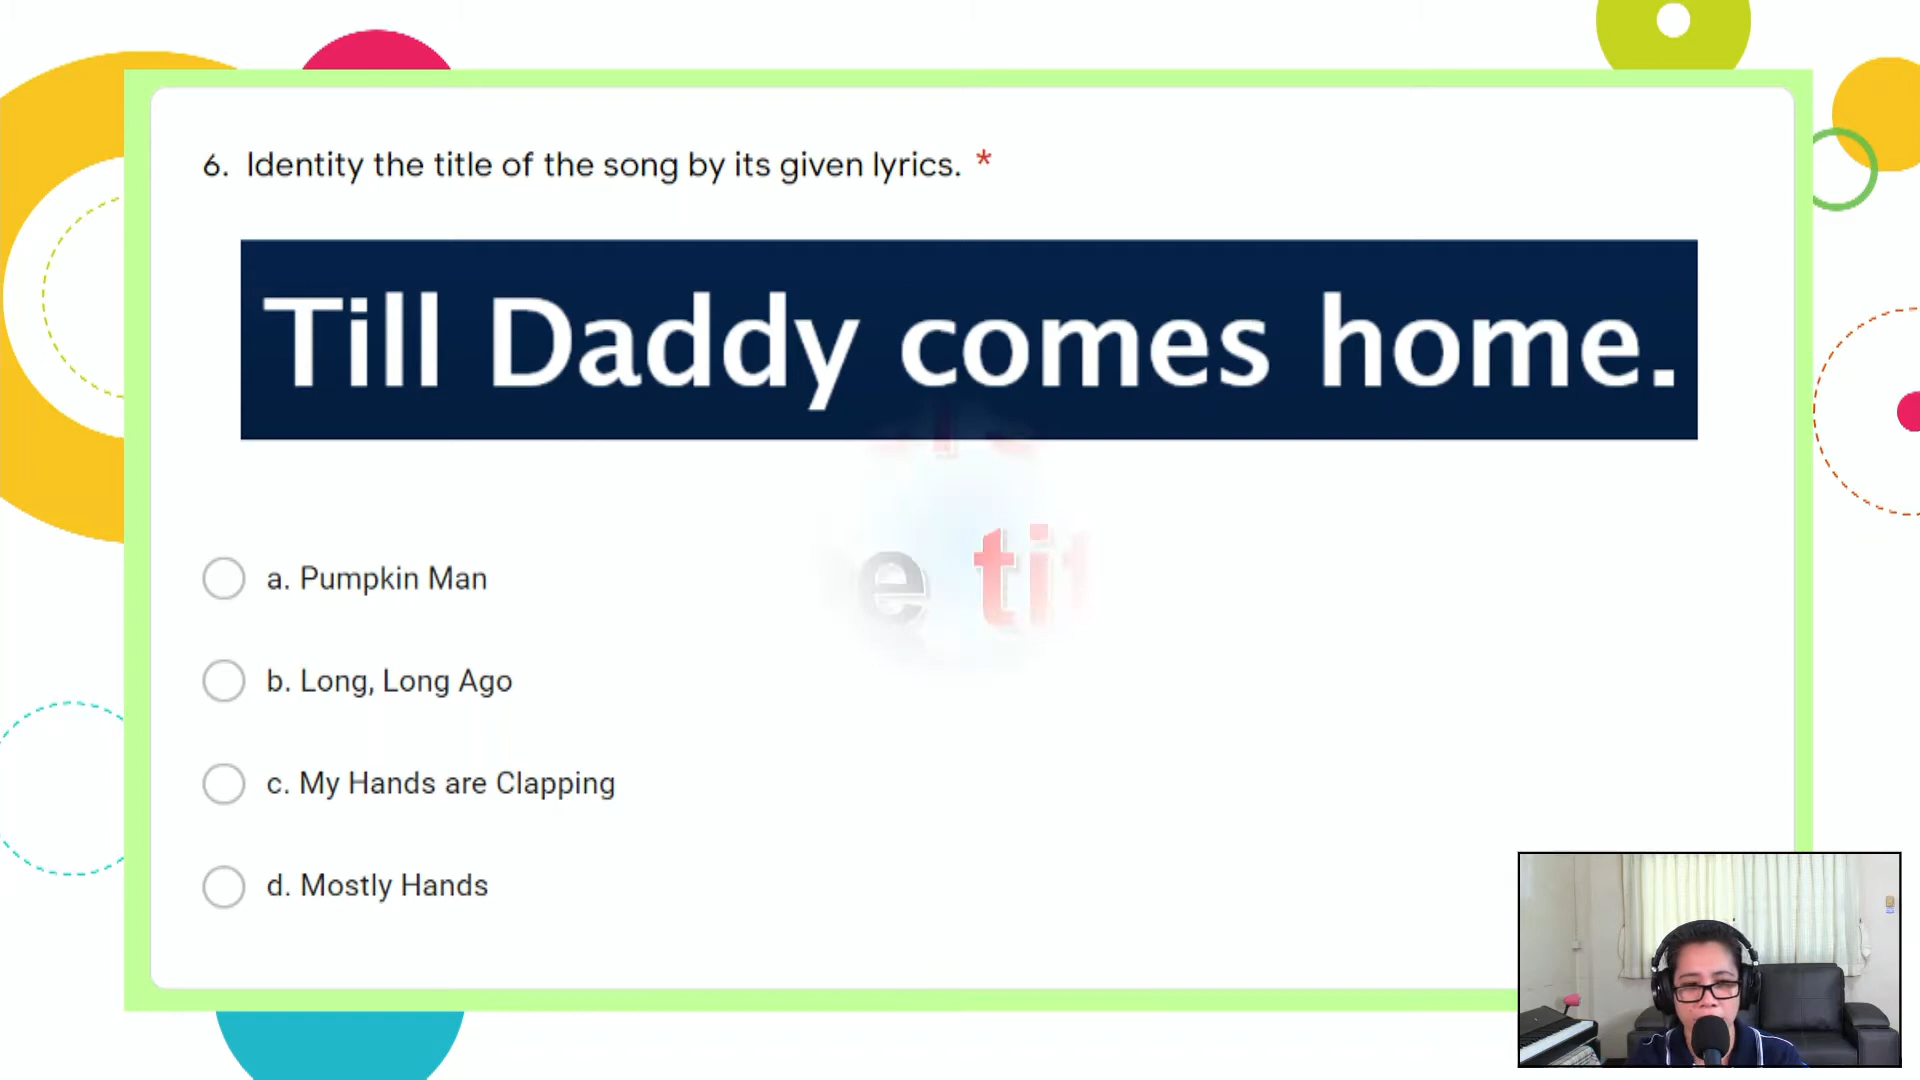 6. Identity the title of the song by its given lyrics. *
Till Daddy comes home.
a. Pumpkin Man
b. Long, Long Ago
c. My Hands are Clapping
d. Mostly Hands